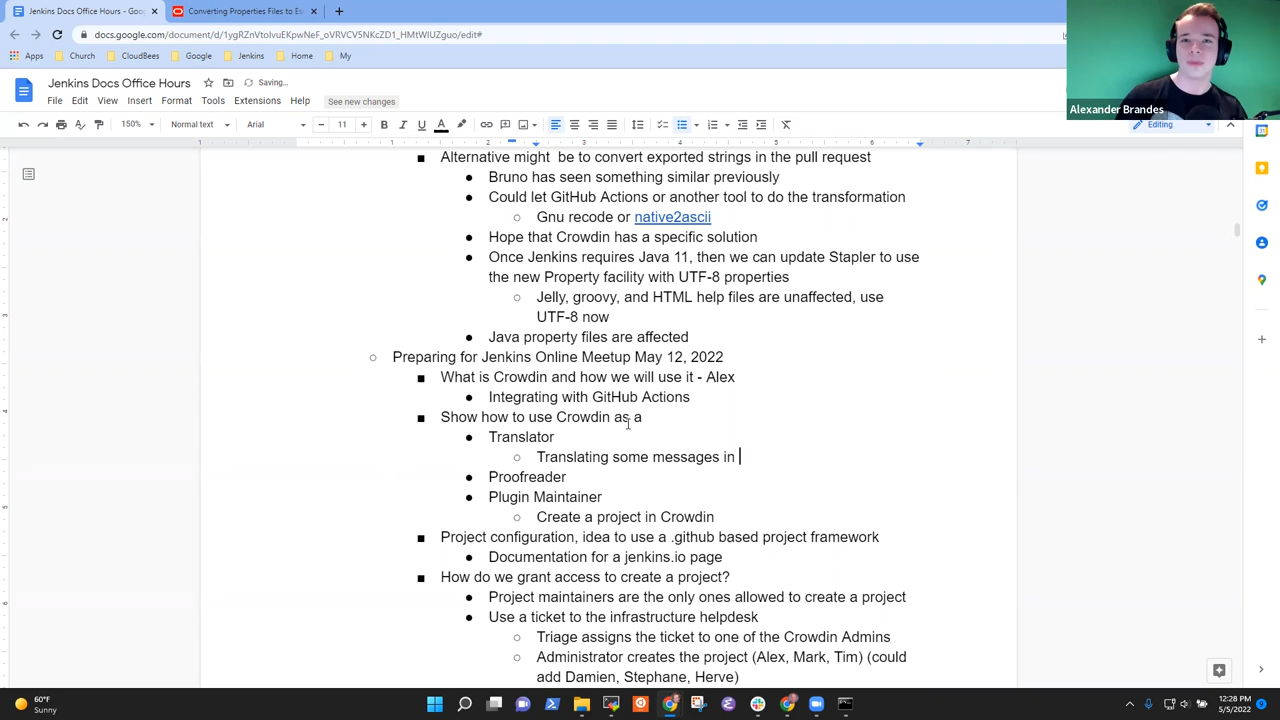 Jenkins Docs Office Hours - Goo
Converting Properties Files to Es
docs.google.com/document/d/1ygRZnVtoIvuEKpwNeF_oVRVCV5NKcZD1_HMtWIUZguo/edit#
Apps Church CloudBees Google Jenkins Home My
Alexander Brandes
Jenkins Docs Office Hours
Saving...
File Edit View Insert Format Tools Extensions Help See new changes
150% Normal text Arial 11 Editing
Alternative might be to convert exported strings in the pull request
Bruno has been something similar previously
Could let GitHub Actions or another tool to do the transformation
Gnu recode or native2ascii
Hope that Crowdin has a specific solution
Once Jenkins requires Java 11, then we can update Stapler to use
the new Property facility with UTF-8 properties
Jelly, groovy, and HTML help files are unaffected, use
UTF-8 now
Java property files are affected
Preparing for Jenkins Online Meetup May 12, 2022
What is Crowdin and how we will use it - Alex
Integrating with GitHub Actions
Show how to use Crowdin as a
Translator
Translating some messages in
Proofreader
Plugin Maintainer
Create a project in Crowdin
Project configuration, idea to use a .github based project framework
Documentation for a jenkins.io page
How do we grant access to create a project?
Project maintainers are the only ones allowed to create a project
Use a ticket to the infrastructure helpdesk
Triage assigns the ticket to one of the Crowdin Admins
Administrator creates the project (Alex, Mark, Tim) (could
add Damien, Stephane, Herve)
60°F
Sunny
12:28 PM
5/5/2022